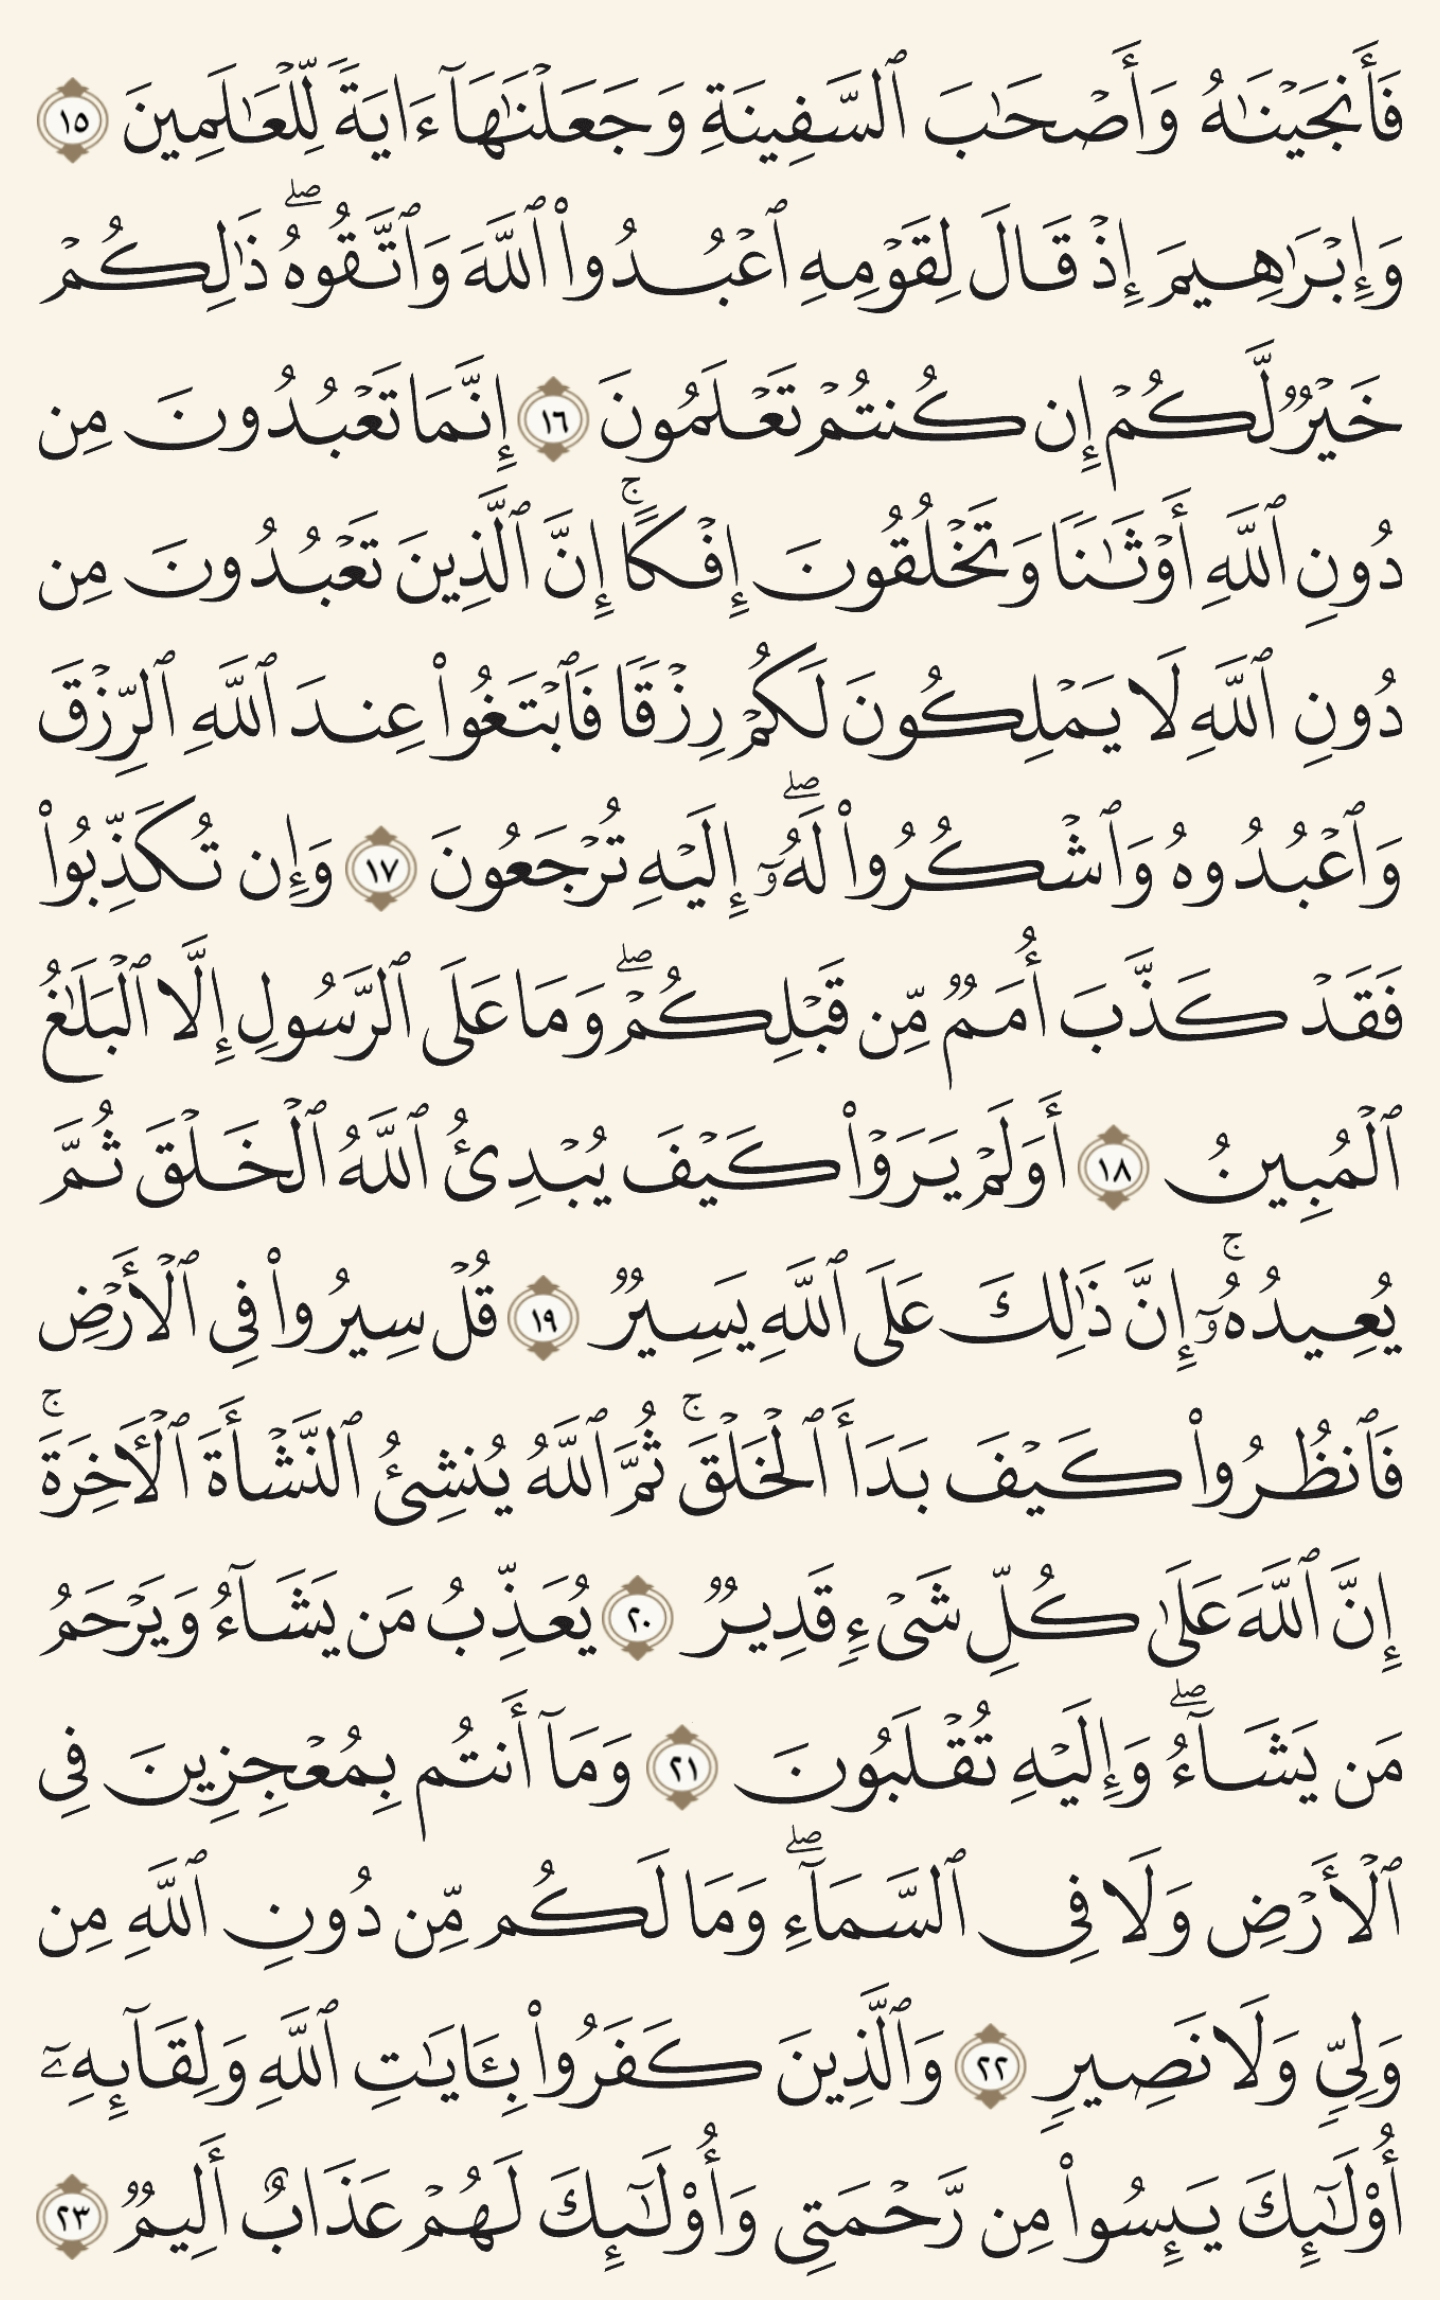 فَأَنجَيْنَٰهُ وَأَصْحَٰبَ ٱلسَّفِينَةِ وَجَعَلْنَٰهَآ ءَايَةً لِّلْعَٰلَمِينَ ١٥
وَإِبْرَٰهِيمَ إِذْ قَالَ لِقَوْمِهِ ٱعْبُدُوا۟ ٱللَّهَ وَٱتَّقُوهُ ۖ ذَٰلِكُمْ
خَيْرٌ لَّكُمْ إِن كُنتُمْ تَعْلَمُونَ ١٦ إِنَّمَا تَعْبُدُونَ مِن
دُونِ ٱللَّهِ أَوْثَٰنًا وَتَخْلُقُونَ إِفْكًا ۚ إِنَّ ٱلَّذِينَ تَعْبُدُونَ مِن
دُونِ ٱللَّهِ لَا يَمْلِكُونَ لَكُمْ رِزْقًا فَٱبْتَغُوا۟ عِندَ ٱللَّهِ ٱلرِّزْقَ
وَٱعْبُدُوهُ وَٱشْكُرُوا۟ لَهُۥٓ ۖ إِلَيْهِ تُرْجَعُونَ ١٧ وَإِن تُكَذِّبُوا۟
فَقَدْ كَذَّبَ أُمَمٌ مِّن قَبْلِكُمْ ۖ وَمَا عَلَى ٱلرَّسُولِ إِلَّا ٱلْبَلَٰغُ
ٱلْمُبِينُ ١٨ أَوَلَمْ يَرَوْا۟ كَيْفَ يُبْدِئُ ٱللَّهُ ٱلْخَلْقَ ثُمَّ
يُعِيدُهُۥٓ ۚ إِنَّ ذَٰلِكَ عَلَى ٱللَّهِ يَسِيرٌ ١٩ قُلْ سِيرُوا۟ فِى ٱلْأَرْضِ
فَٱنظُرُوا۟ كَيْفَ بَدَأَ ٱلْخَلْقَ ۚ ثُمَّ ٱللَّهُ يُنشِئُ ٱلنَّشْأَةَ ٱلْـَٔاخِرَةَ ۚ
إِنَّ ٱللَّهَ عَلَىٰ كُلِّ شَىْءٍ قَدِيرٌ ٢٠ يُعَذِّبُ مَن يَشَآءُ وَيَرْحَمُ
مَن يَشَآءُ ۖ وَإِلَيْهِ تُقْلَبُونَ ٢١ وَمَآ أَنتُم بِمُعْجِزِينَ فِى
ٱلْأَرْضِ وَلَا فِى ٱلسَّمَآءِ ۖ وَمَا لَكُم مِّن دُونِ ٱللَّهِ مِن
وَلِىٍّ وَلَا نَصِيرٍ ٢٢ وَٱلَّذِينَ كَفَرُوا۟ بِـَٔايَٰتِ ٱللَّهِ وَلِقَآئِهِۦٓ
أُو۟لَٰٓئِكَ يَئِسُوا۟ مِن رَّحْمَتِى وَأُو۟لَٰٓئِكَ لَهُمْ عَذَابٌ أَلِيمٌ ٢٣